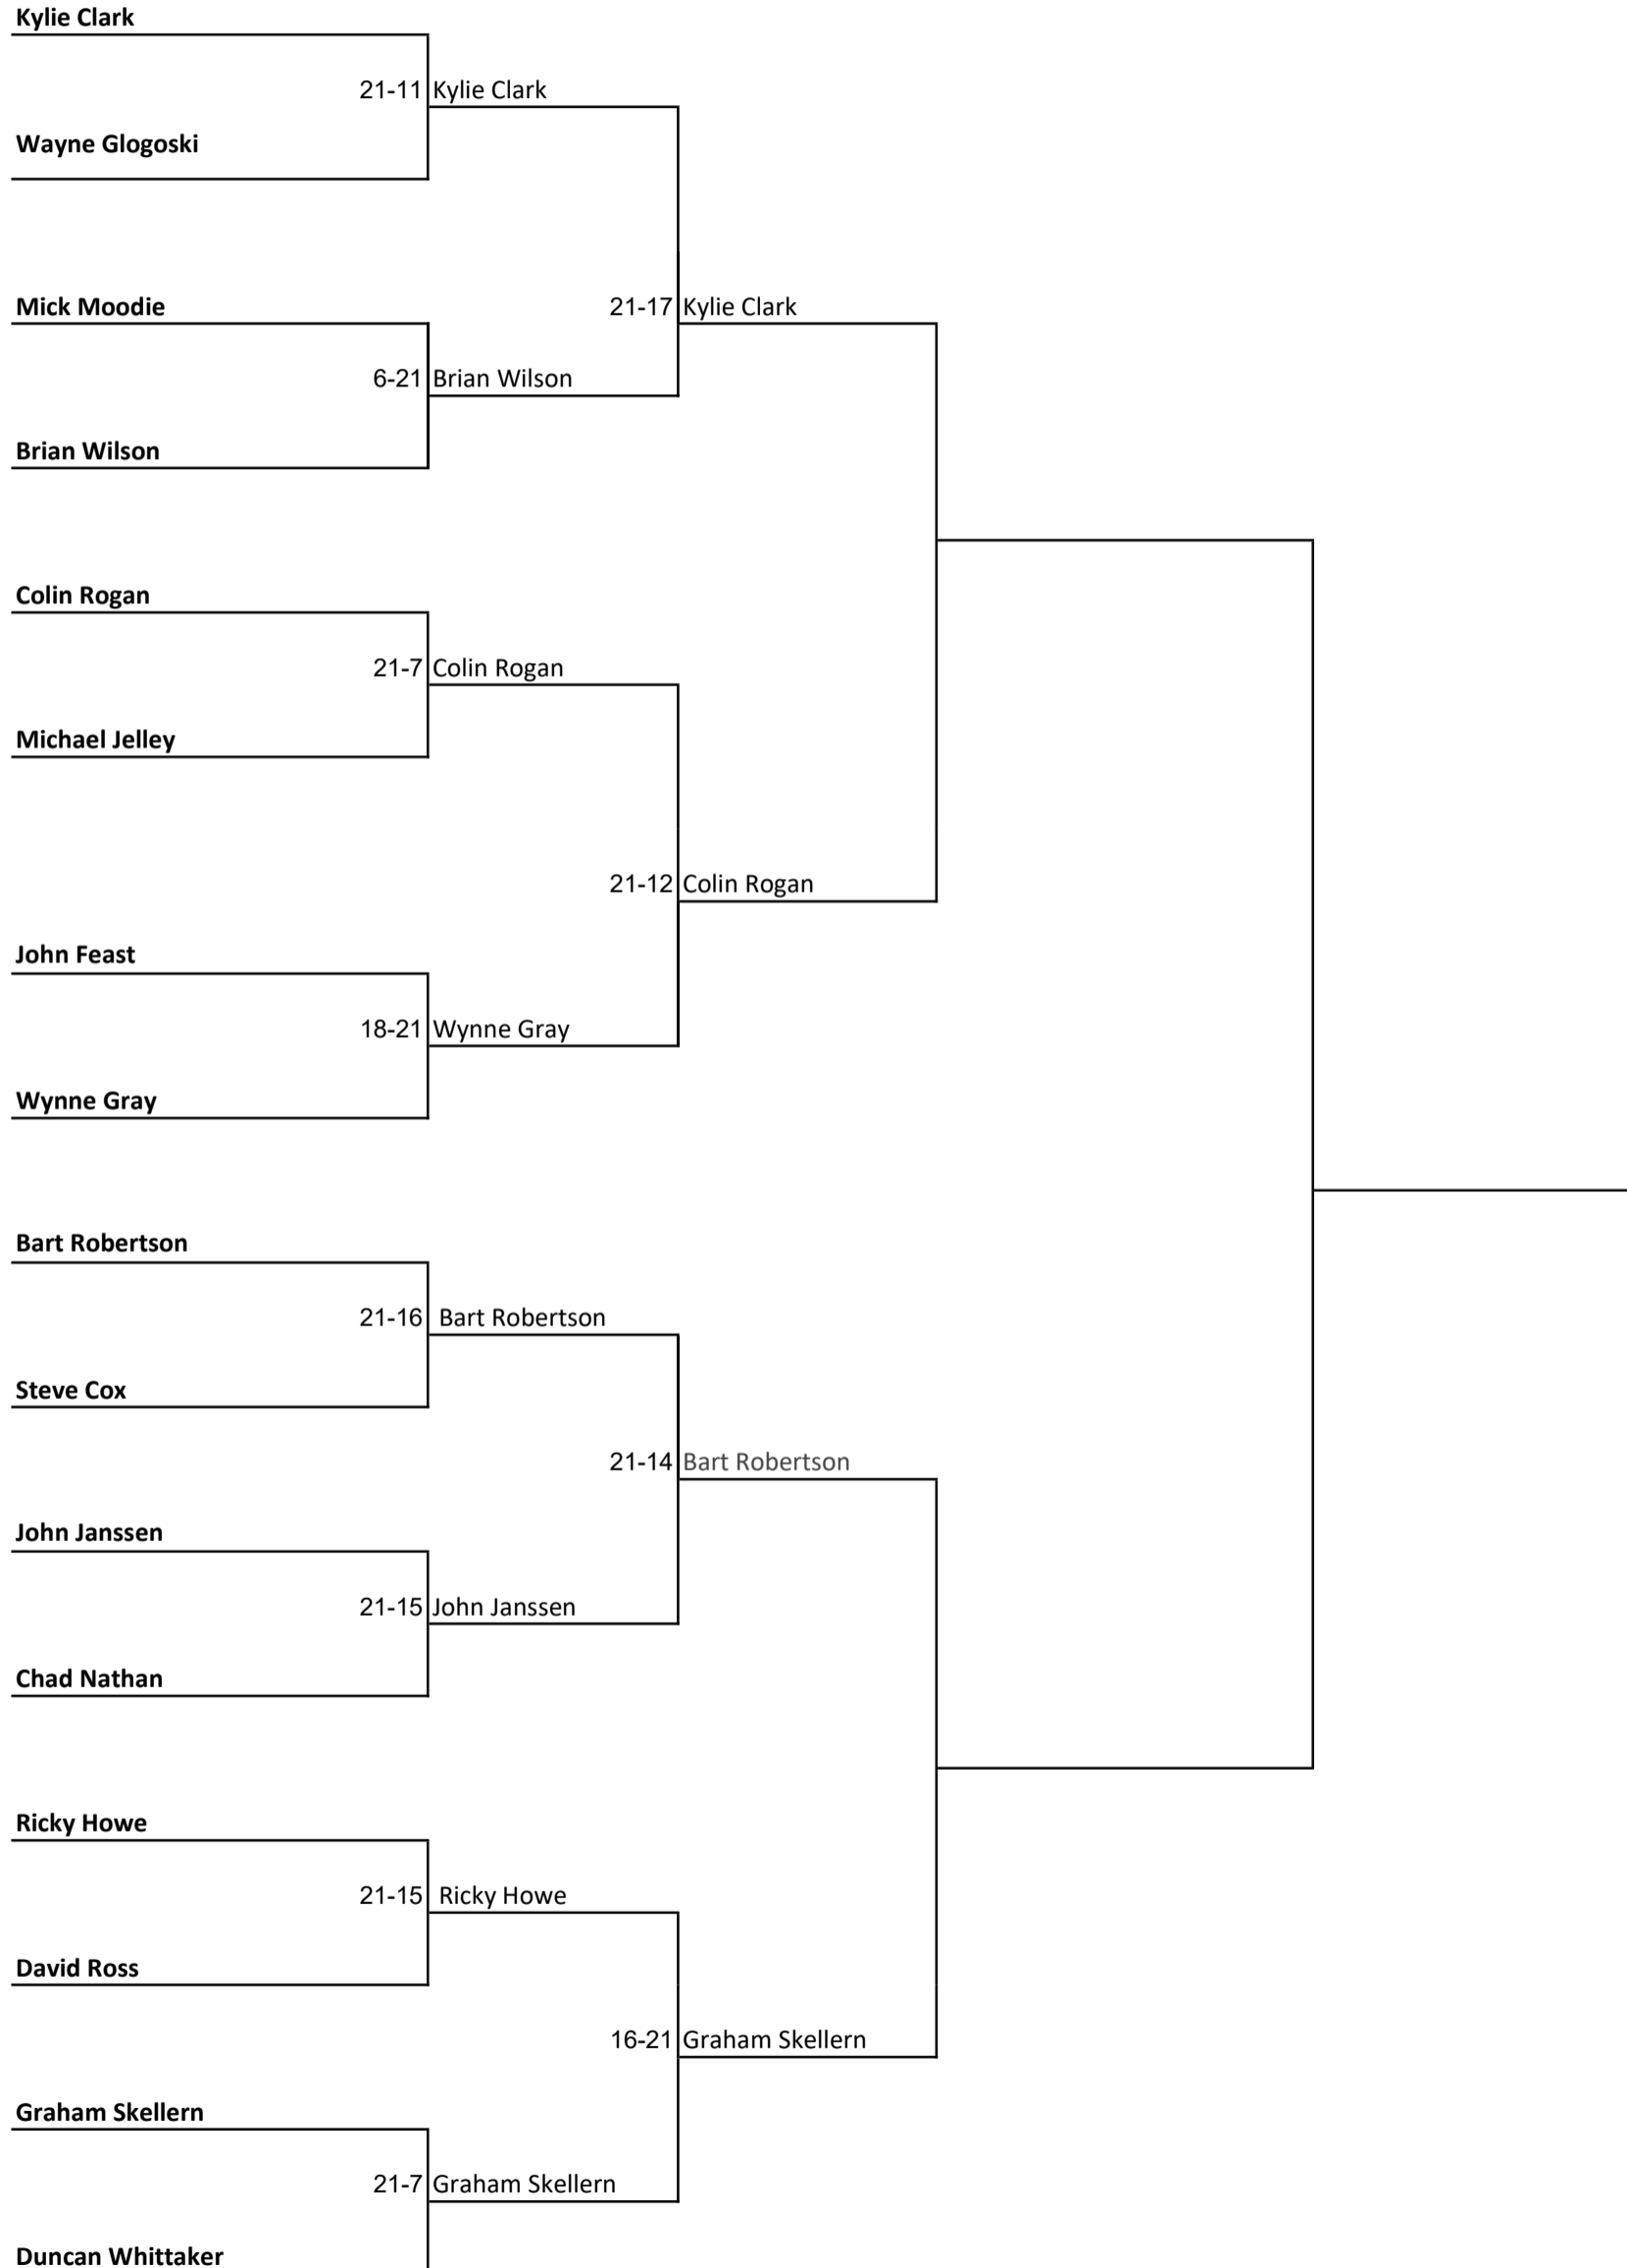 Kylie Clark
21-11 Kylie Clark
Wayne Glogoski
Mick Moodie
21-17 Kylie Clark
6-21 Brian Wilson
Brian Wilson
Colin Rogan
21-7 Colin Rogan
Michael Jelley
21-12 Colin Rogan
John Feast
18-21 Wynne Gray
Wynne Gray
Bart Robertson
21-16 Bart Robertson
Steve Cox
21-14 Bart Robertson
John Janssen
21-15 John Janssen
Chad Nathan
Ricky Howe
21-15 Ricky Howe
David Ross
16-21 Graham Skellern
Graham Skellern
21-7 Graham Skellern
Duncan Whittaker